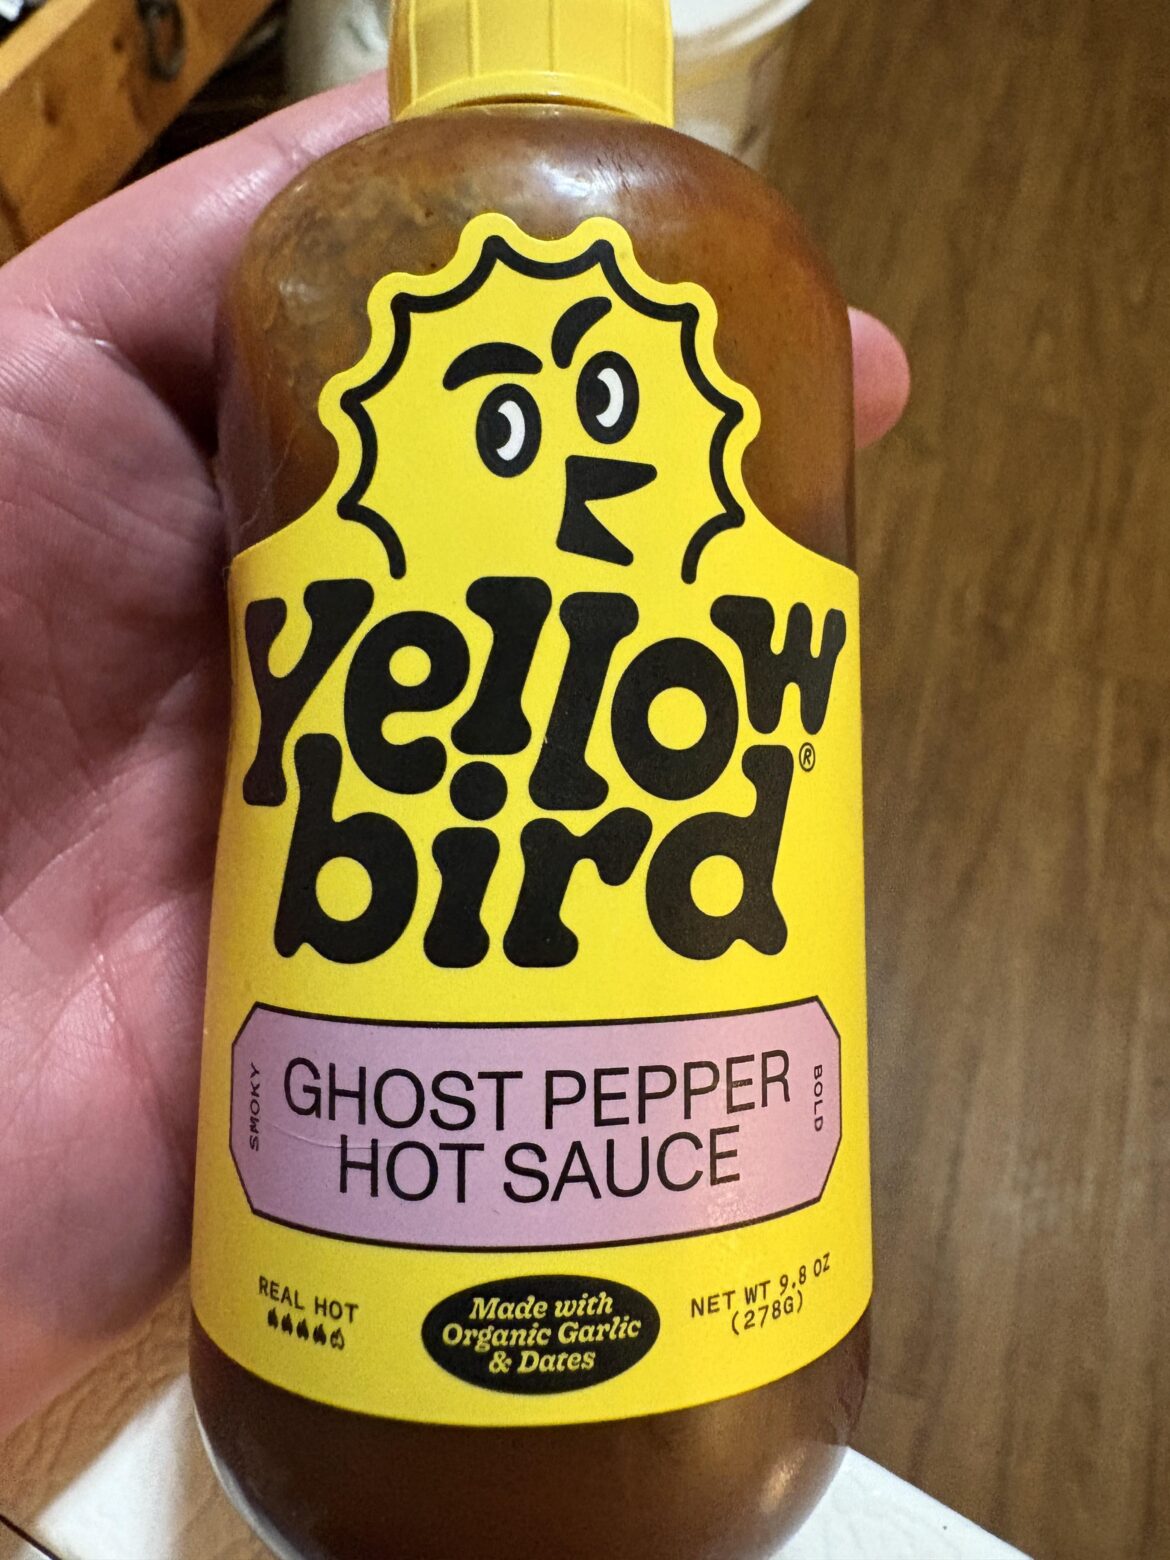 Yellow
bird®
SMOKY
GHOST PEPPER
HOT SAUCE
BOLD
REAL HOT
Made with
Organic Garlic
& Dates
NET WT 9.8 OZ
(278G)